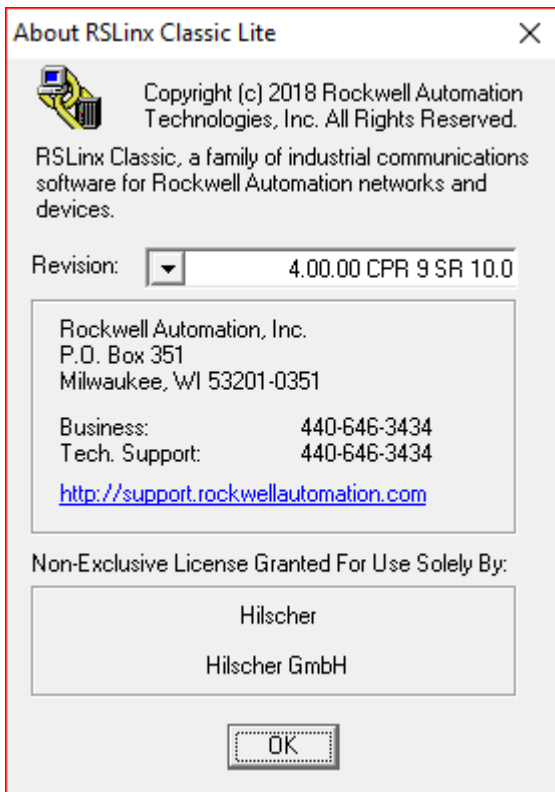 About RSLinx Classic Lite
Copyright (c) 2018 Rockwell Automation
Technologies, Inc. All Rights Reserved.
RSLinx Classic, a family of industrial communications
software for Rockwell Automation networks and
devices.
Revision: 4.00.00 CPR 9 SR 10.0
Rockwell Automation, Inc.
P.O. Box 351
Milwaukee, WI 53201-0351
Business: 440-646-3434
Tech. Support: 440-646-3434
http://support.rockwellautomation.com
Non-Exclusive License Granted For Use Solely By:
Hilscher
Hilscher GmbH
OK